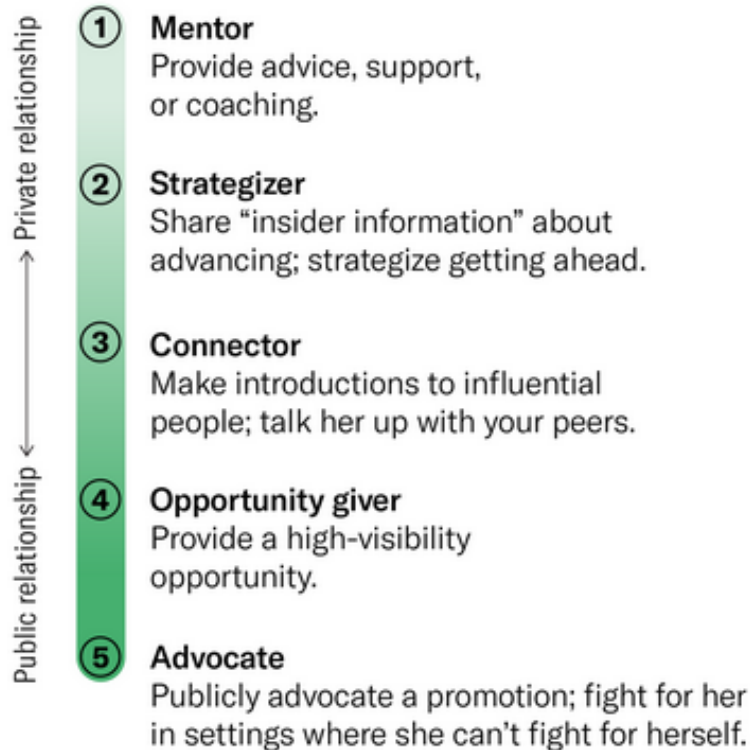 Private relationship
Public relationship
1
Mentor
Provide advice, support,
or coaching.
2
Strategizer
Share “insider information” about
advancing; strategize getting ahead.
3
Connector
Make introductions to influential
people; talk her up with your peers.
4
Opportunity giver
Provide a high-visibility
opportunity.
5
Advocate
Publicly advocate a promotion; fight for her
in settings where she can’t fight for herself.